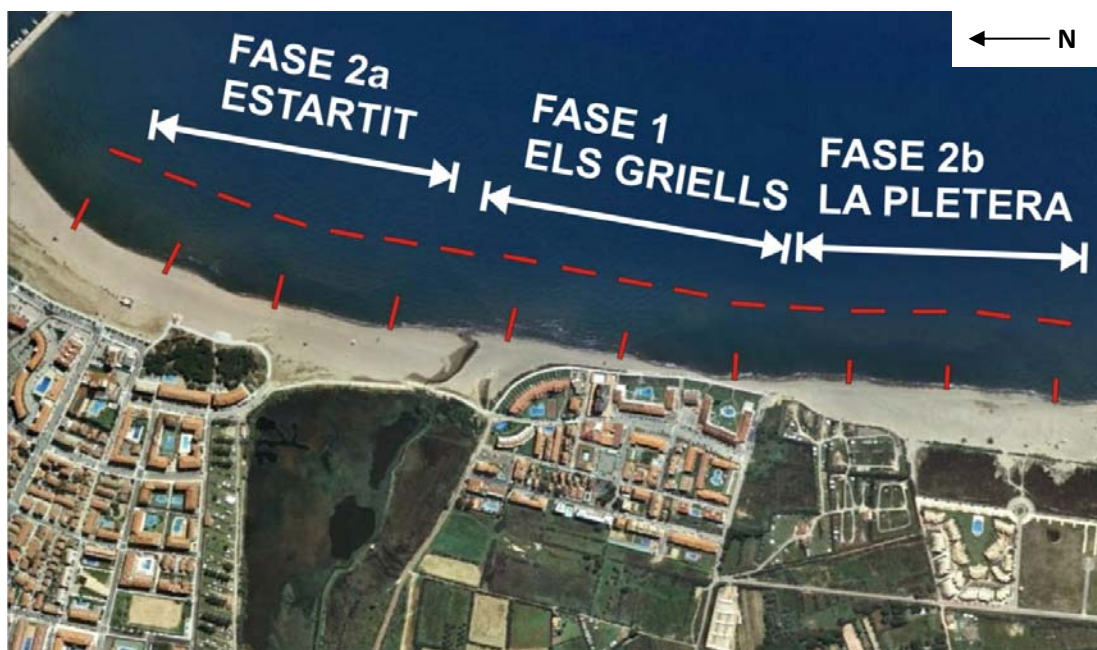 N
FASE 2a
ESTARTIT
FASE 1
ELS GRIELLS
FASE 2b
LA PLETERA